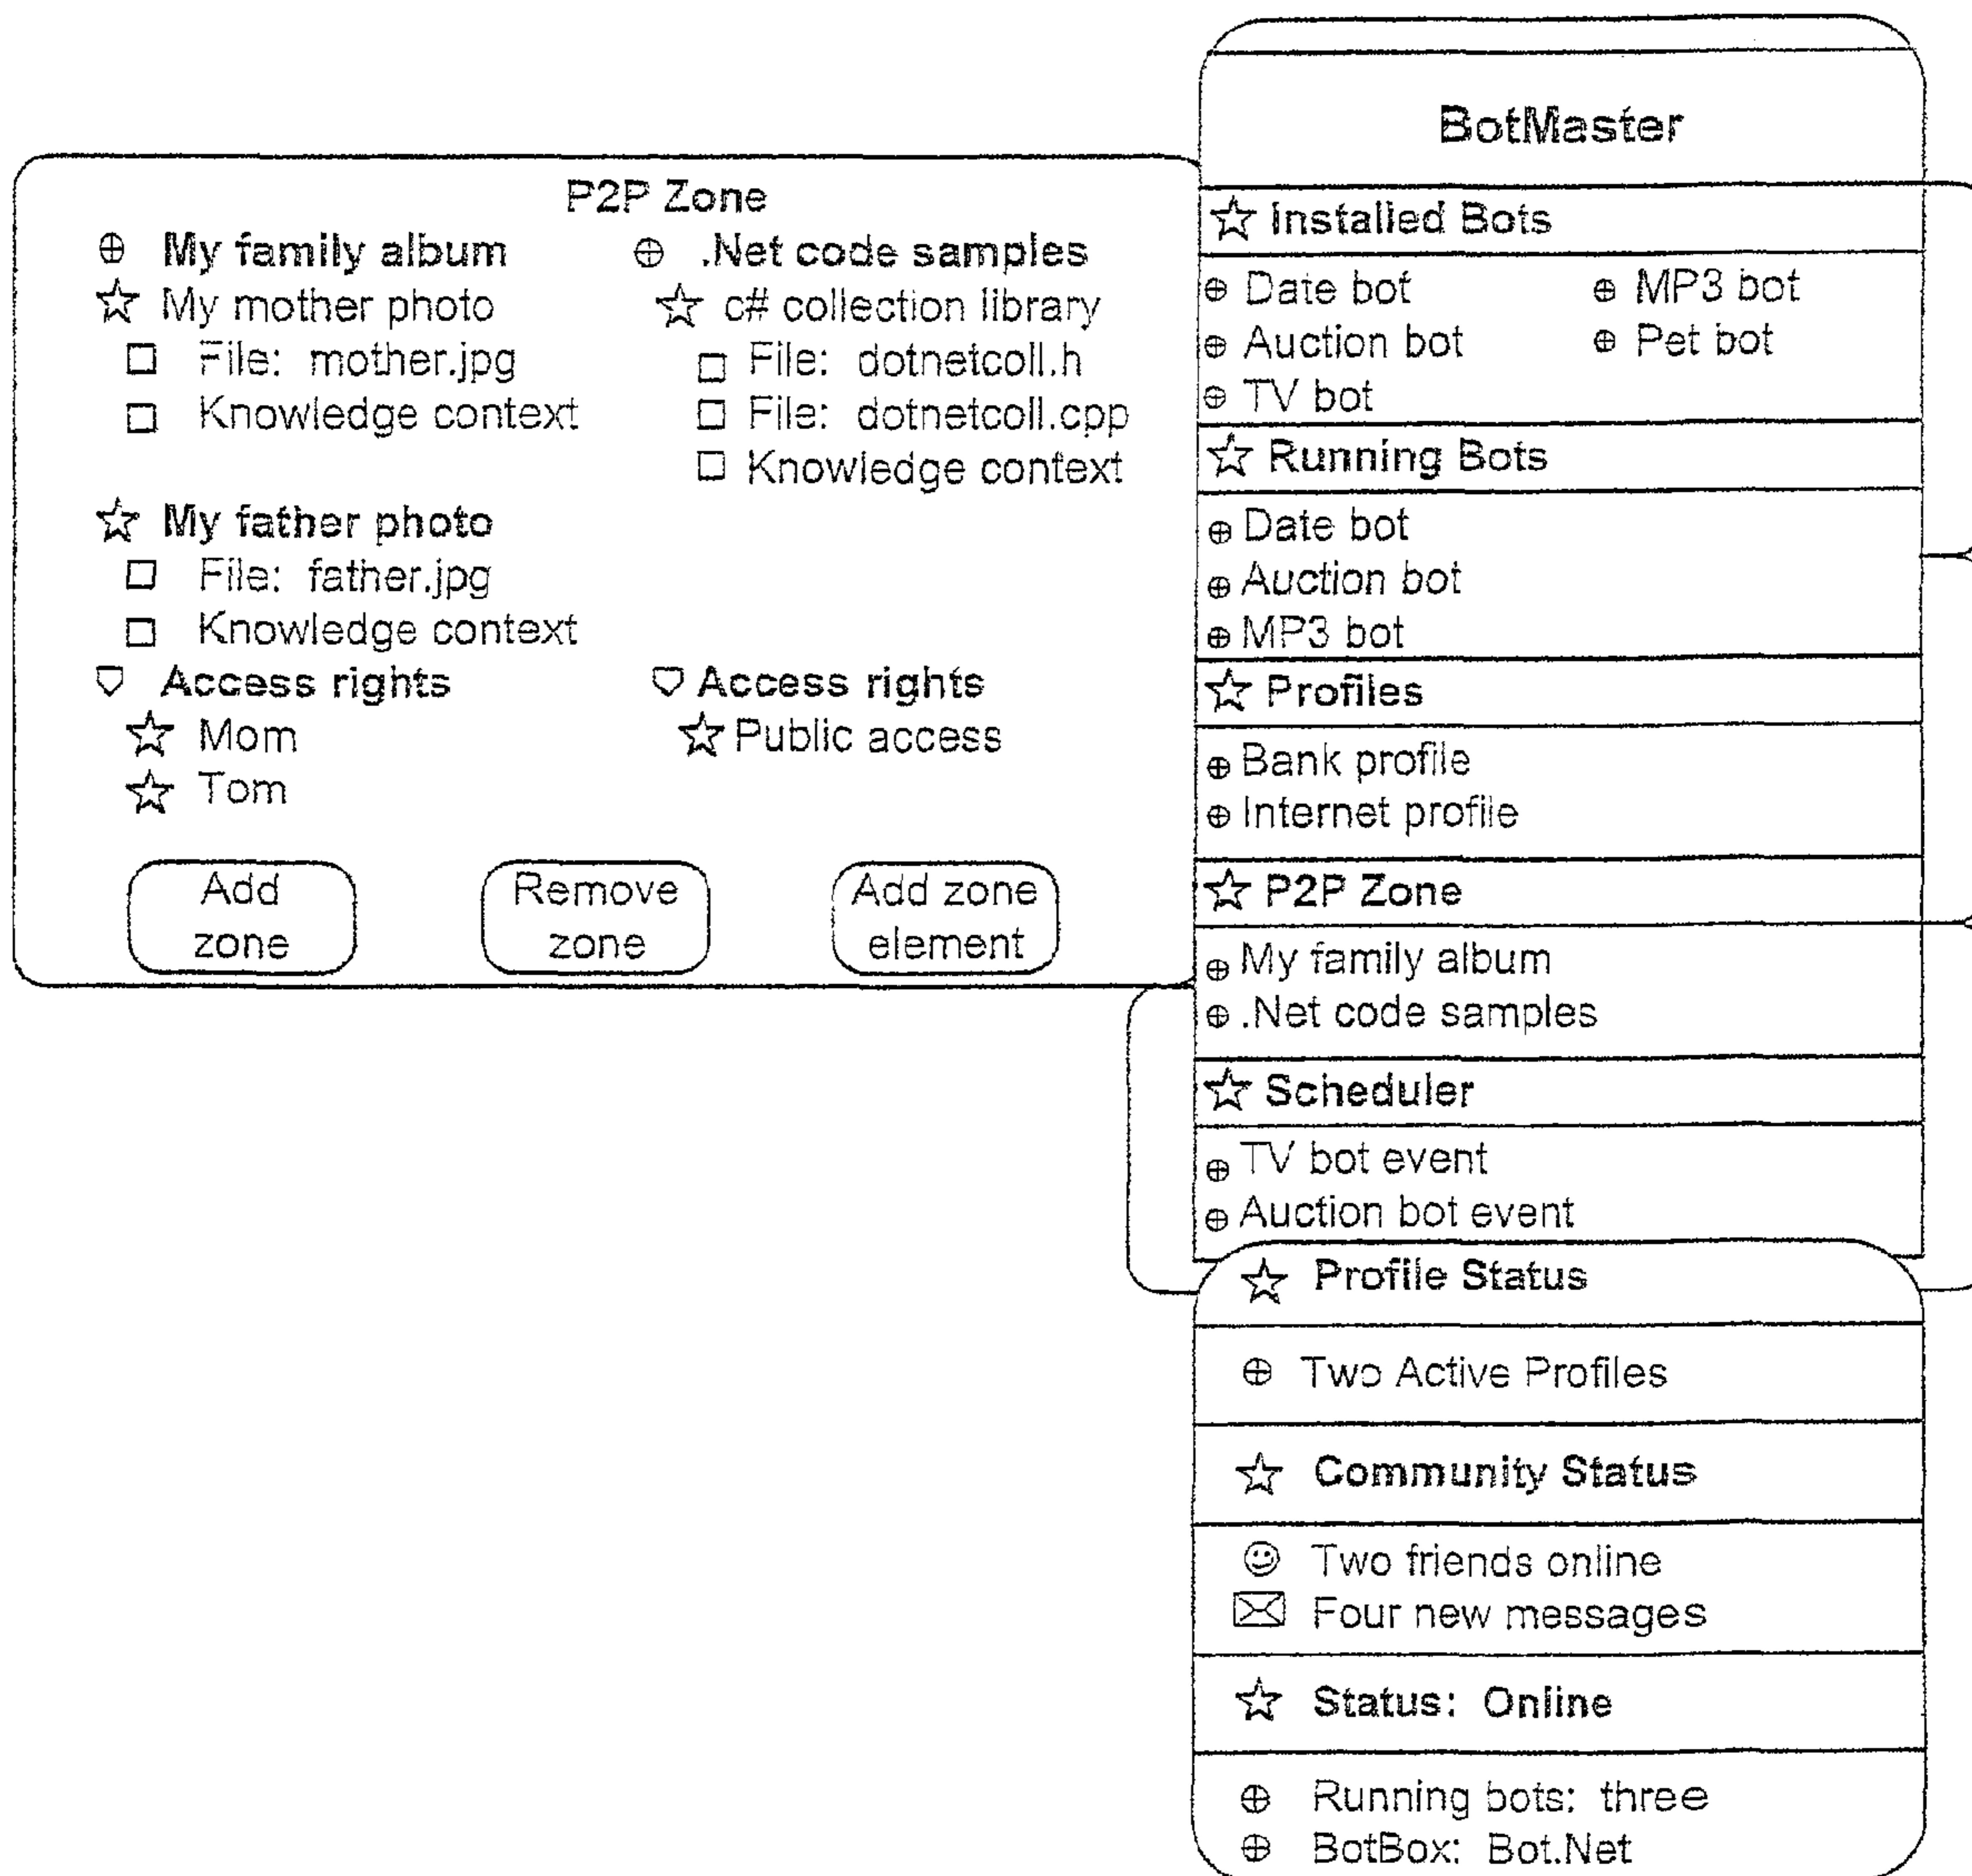 P2P Zone
My family album
My mother photo
File: mother.jpg
Knowledge context
My father photo
File: father.jpg
Knowledge context
Access rights
Mom
Tom
.Net code samples
c# collection library
File: dotnetcoll.h
File: dotnetcoll.cpp
Knowledge context
Access rights
Public access
Add
zone
Remove
zone
Add zone
element
BotMaster
Installed Bots
Date bot
Auction bot
TV bot
MP3 bot
Pet bot
Running Bots
Date bot
Auction bot
MP3 bot
Profiles
Bank profile
Internet profile
P2P Zone
My family album
.Net code samples
Scheduler
TV bot event
Auction bot event
Profile Status
Two Active Profiles
Community Status
Two friends online
Four new messages
Status: Online
Running bots: three
BotBox: Bot.Net